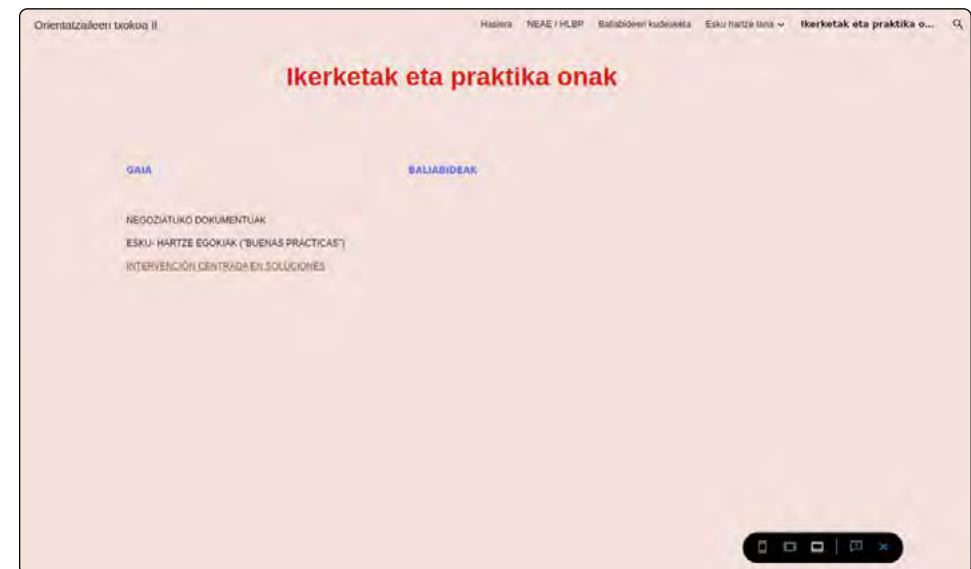 Orientatzaileen txokoa II
Hasiera NEAE / HLBP Baliabideen kudeaketa Esku hartze lana Ikerketak eta praktika o...
Ikerketak eta praktika onak
GAIA BALIABIDEAK
NEGOZIATUKO DOKUMENTUAK
ESKU- HARTZE EGOKIAK ("BUENAS PRÁCTICAS")
INTERVENCIÓN CENTRADA EN SOLUCIONES